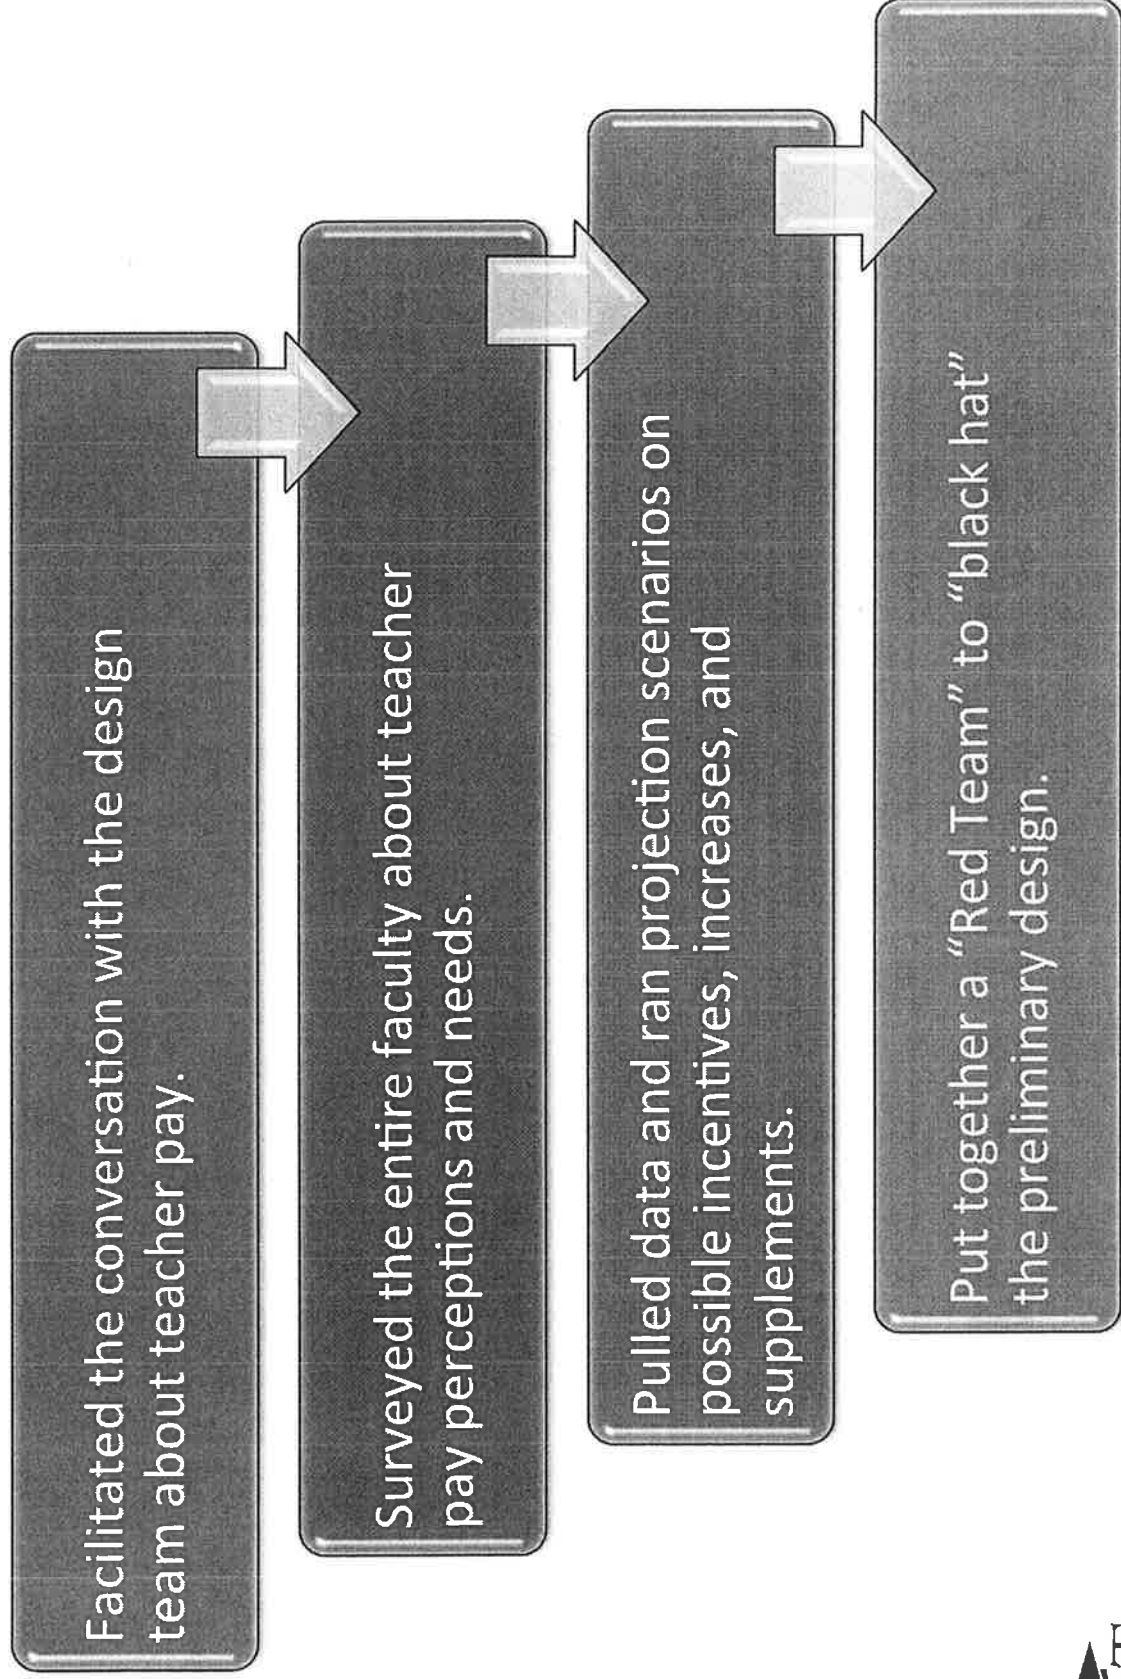 Facilitated the conversation with the design
team about teacher pay.
Surveyed the entire faculty about teacher
pay perceptions and needs.
Pulled data and ran projection scenarios on
possible incentives, increases, and
supplements.
Put together a “Red Team” to “black hat”
the preliminary design.